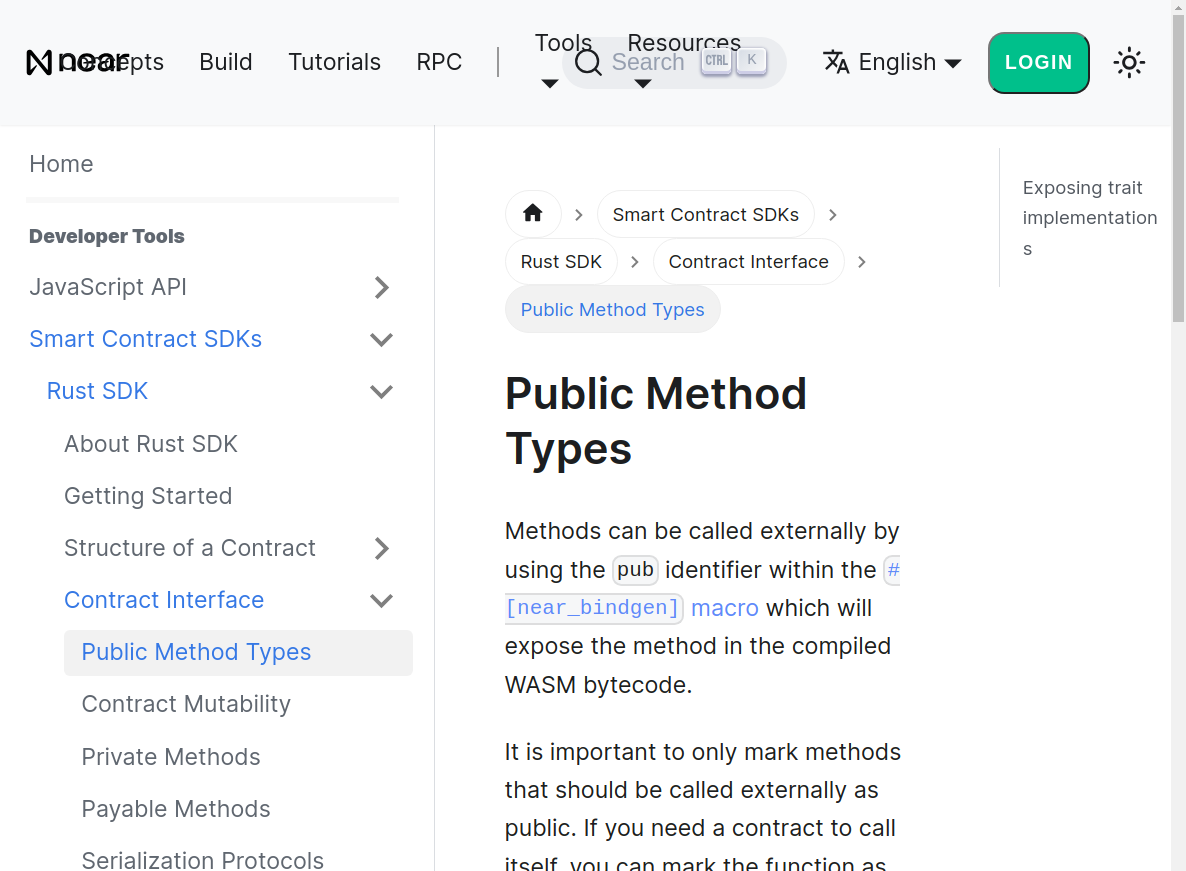 near
Concepts
Build
Tutorials
RPC
Tools
Resources
Search
CTRL
K
English
LOGIN
Home
Developer Tools
JavaScript API
Smart Contract SDKs
Rust SDK
About Rust SDK
Getting Started
Structure of a Contract
Contract Interface
Public Method Types
Contract Mutability
Private Methods
Payable Methods
Serialization Protocols
Smart Contract SDKs
Rust SDK
Contract Interface
Public Method Types
Public Method
Types
Methods can be called externally by
using the pub identifier within the #
[near_bindgen] macro which will
expose the method in the compiled
WASM bytecode.
It is important to only mark methods
that should be called externally as
public. If you need a contract to call
itself, you can mark the function as
Exposing trait
implementation
s